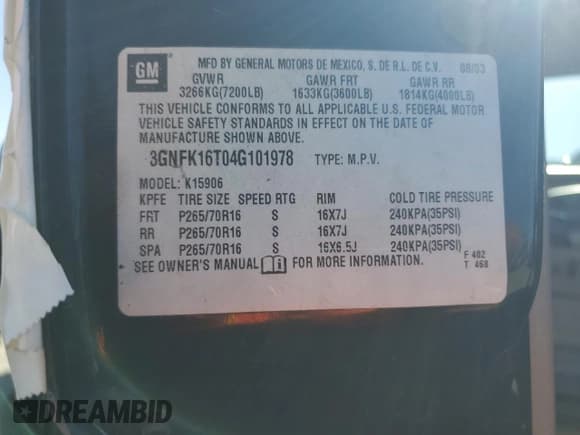 GM
MFD BY GENERAL MOTORS DE MEXICO, S. DE R.L. DE C.V. 08/03
GVWR GAWR FRT GAWR RR
3266KG(7200LB) 1633KG(3600LB) 1814KG(4000LB)
THIS VEHICLE CONFORMS TO ALL APPLICABLE U.S. FEDERAL MOTOR
VEHICLE SAFETY STANDARDS IN EFFECT ON THE DATE OF
MANUFACTURE SHOWN ABOVE.
3GNFK16T04G101978 TYPE: M.P.V.
MODEL: K15906
KPFE TIRE SIZE SPEED RTG RIM COLD TIRE PRESSURE
FRT P265/70R16 S 16X7J 240KPA(35PSI)
RR P265/70R16 S 16X7J 240KPA(35PSI)
SPA P265/70R16 S 16X6.5J 240KPA(35PSI)
SEE OWNER'S MANUAL FOR MORE INFORMATION.
F 402
T 468
DREAMBID